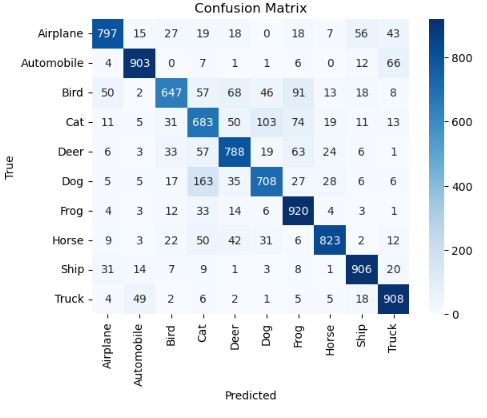 Confusion Matrix
Airplane 797 15 27 19 18 0 18 7 56 43
Automobile 4 903 0 7 1 1 6 0 12 66
Bird 50 2 647 57 68 46 91 13 18 8
Cat 11 5 31 683 50 103 74 19 11 13
Deer 6 3 33 57 788 19 63 24 6 1
Dog 5 5 17 163 35 708 27 28 6 6
Frog 4 3 12 33 14 6 920 4 3 1
Horse 9 3 22 50 42 31 6 823 2 12
Ship 31 14 7 9 1 3 8 1 906 20
Truck 4 49 2 6 2 1 5 5 18 908
True
Airplane Automobile Bird Cat Deer Dog Frog Horse Ship Truck
Predicted
800
600
400
200
0